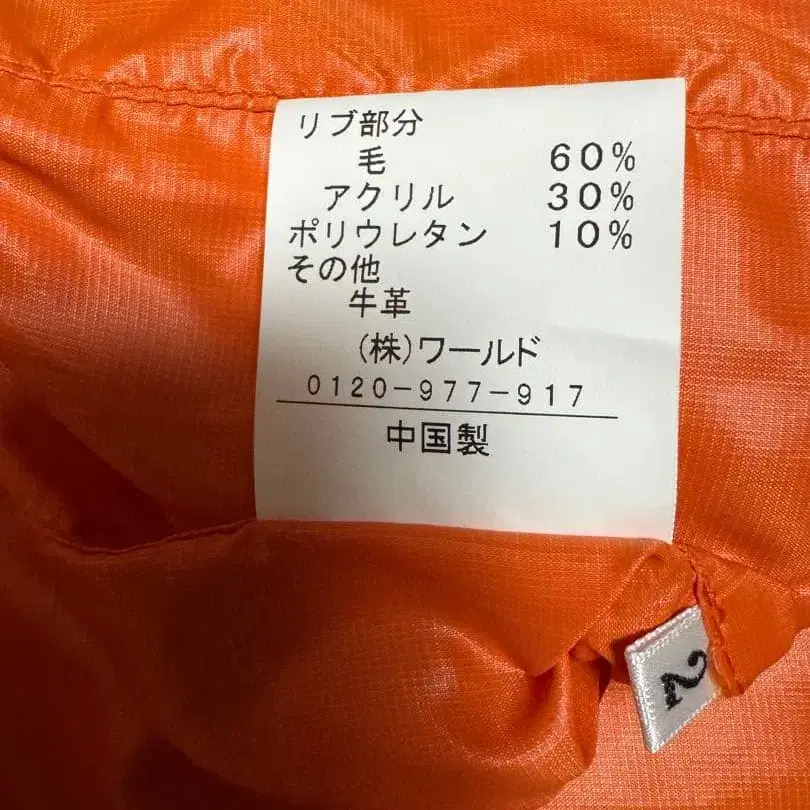 リブ部分
毛 60%
アクリル 30%
ポリウレタン 10%
その他
牛革
(株)ワールド
0120-977-917
中国製
2